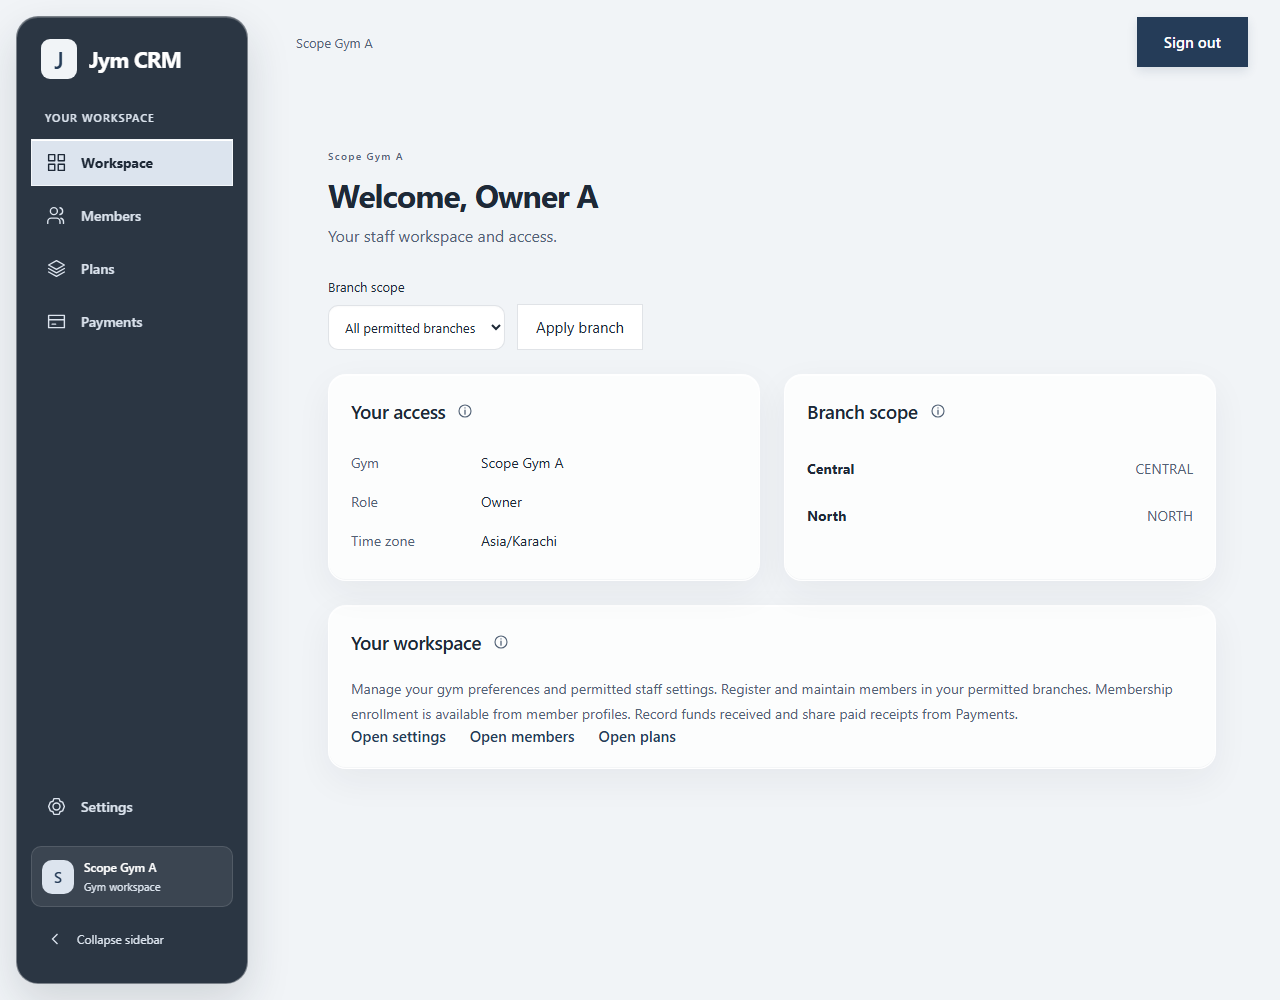 J
Jym CRM
YOUR WORKSPACE
Workspace
Members
Plans
Payments
Settings
S
Scope Gym A
Gym workspace
Collapse sidebar
Scope Gym A
Sign out
Scope Gym A
Welcome, Owner A
Your staff workspace and access.
Branch scope
All permitted branches
Apply branch
Your access
Gym Scope Gym A
Role Owner
Time zone Asia/Karachi
Branch scope
Central CENTRAL
North NORTH
Your workspace
Manage your gym preferences and permitted staff settings. Register and maintain members in your permitted branches. Membership
enrollment is available from member profiles. Record funds received and share paid receipts from Payments.
Open settings Open members Open plans